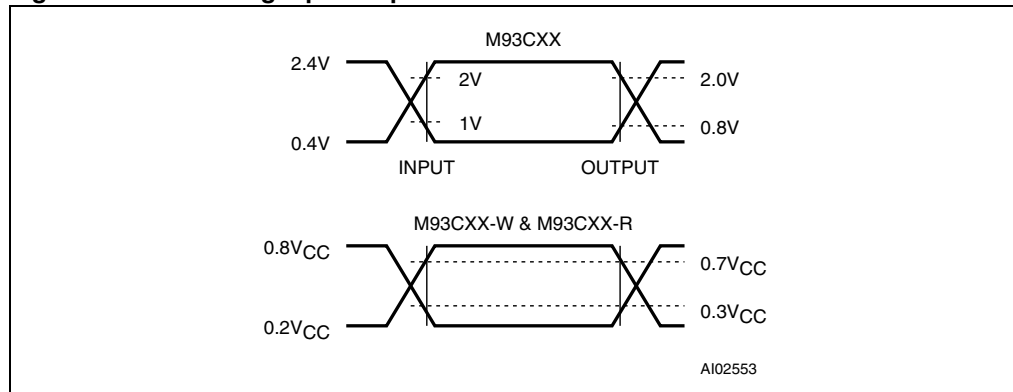 M93CXX
2.4V
2V
2.0V
1V
0.8V
0.4V
INPUT
OUTPUT
M93CXX-W & M93CXX-R
0.8VCC
0.7VCC
0.3VCC
0.2VCC
AI02553